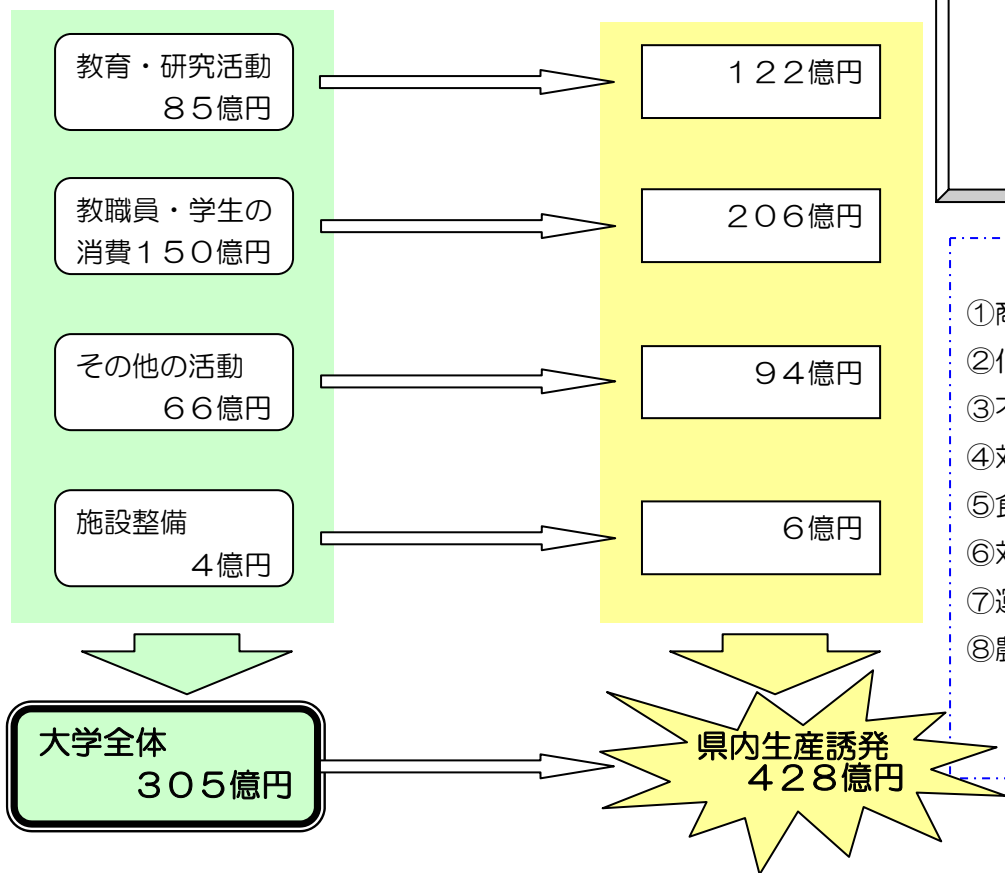 教育・研究活動
８５億円
１２２億円
教職員・学生の
消費１５０億円
２０６億円
その他の活動
６６億円
９４億円
施設整備
４億円
６億円
大学全体
３０５億円
県内生産誘発
４２８億円
①
②
③
④
⑤
⑥
⑦
⑧